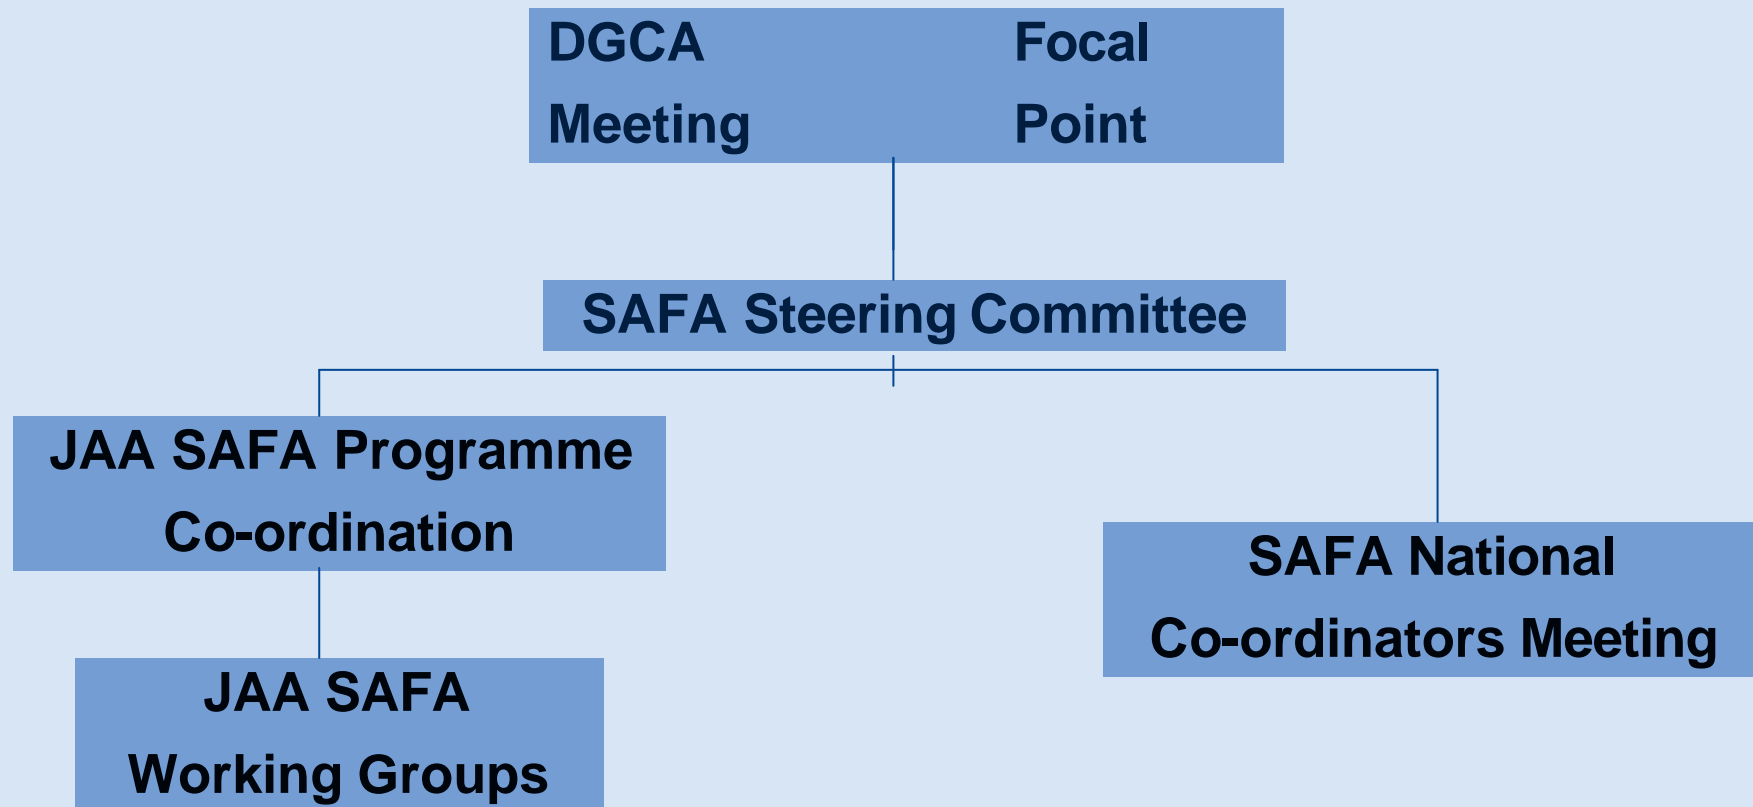 DGCA Focal
Meeting Point
SAFA Steering Committee
JAA SAFA Programme
Co-ordination
SAFA National
Co-ordinators Meeting
JAA SAFA
Working Groups